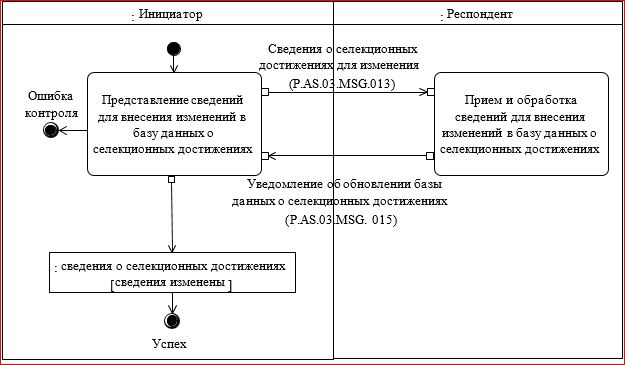 : Инициатор
: Респондент
Сведения о селекционных
достижениях для изменения
(P.AS.03.MSG.013)
Ошибка
контроля
Представление сведений
для внесения изменений в
базу данных о
селекционных достижениях
Прием и обработка
сведений для внесения
изменений в базу данных о
селекционных достижениях
Уведомление об обновлении базы
данных о селекционных достижениях
(P.AS.03.MSG. 015)
: сведения о селекционных достижениях
[сведения изменены ]
Успех